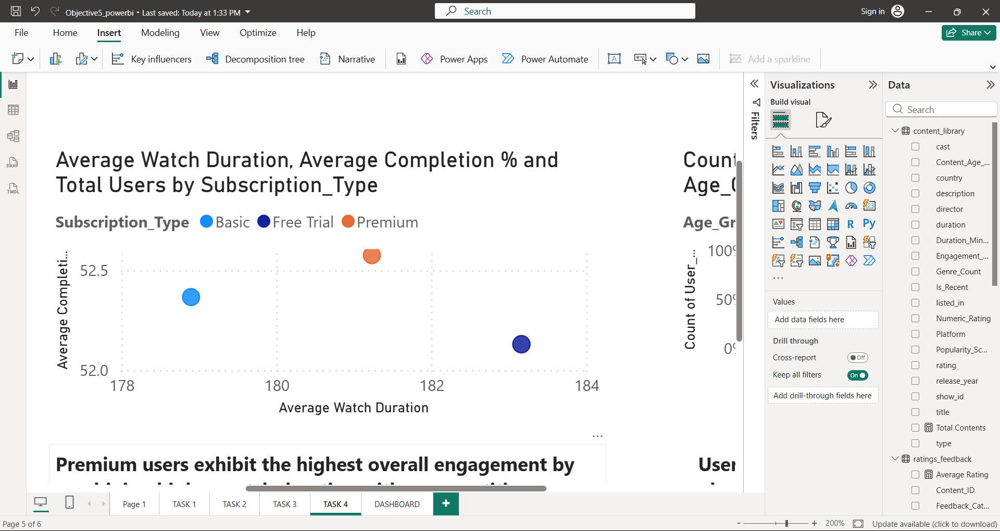 Objective5_powerbi • Last saved: Today at 1:33 PM
Search
Sign in
File Home Insert Modeling View Optimize Help
Share
Key influencers Decomposition tree Narrative Power Apps Power Automate Add a sparkline
Average Watch Duration, Average Completion % and
Total Users by Subscription_Type
Subscription_Type Basic Free Trial Premium
Average Completi...
52.5
52.0
178 180 182 184
Average Watch Duration
Premium users exhibit the highest overall engagement by
Count
Age_
Age_Gr
Count of User_...
100%
50%
0%
User
Filters
Visualizations
Build visual
123
R Py
Values
Add data fields here
Drill through
Cross-report Off
Keep all filters On
Add drill-through fields here
Data
Search
content_library
cast
Content_Age_...
country
description
director
duration
Duration_Min...
Engagement_...
Genre_Count
Is_Recent
listed_in
Numeric_Rating
Platform
Popularity_Sc...
rating
release_year
show_id
title
Total Contents
type
ratings_feedback
Average Rating
Content_ID
Feedback_Cat...
DAX
TMDL
Page 1 TASK 1 TASK 2 TASK 3 TASK 4 DASHBOARD +
Page 5 of 6
- + 200% Update available (click to download)